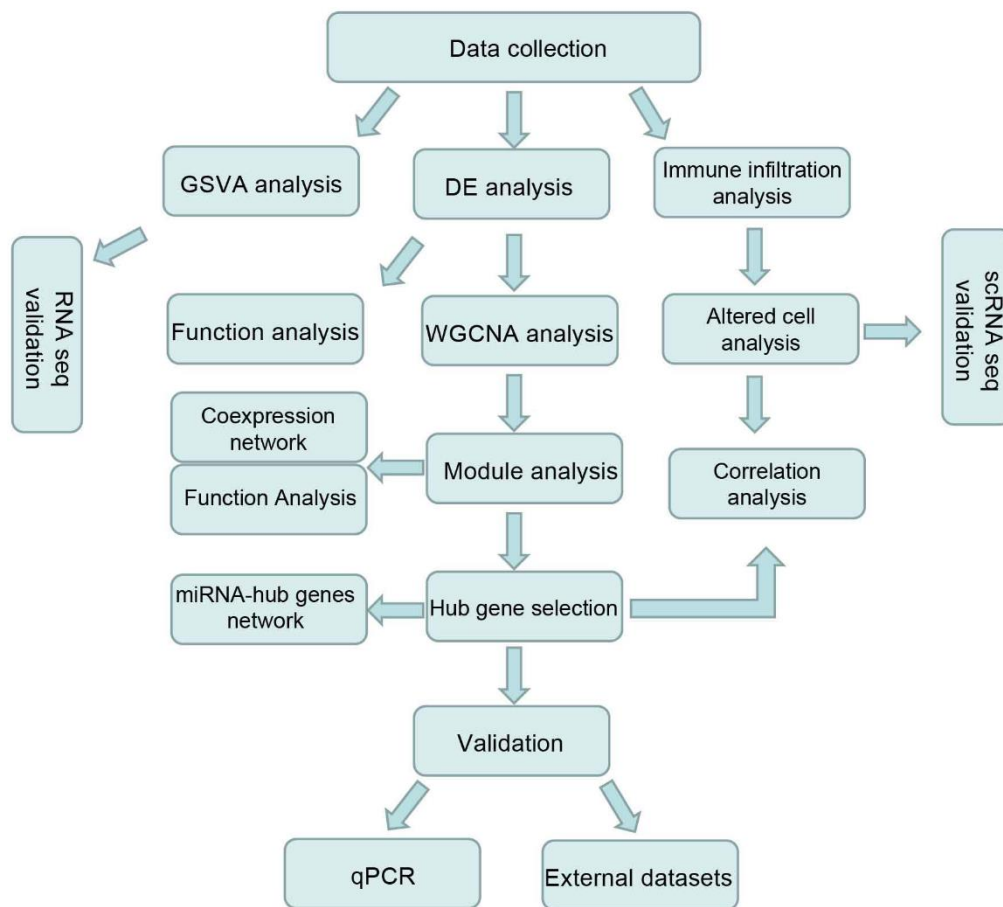 Data collection
GSVA analysis
DE analysis
Immune infiltration
analysis
RNA seq
validation
Function analysis
WGCNA analysis
Altered cell
analysis
scRNA seq
validation
Coexpression
network
Function Analysis
Module analysis
Correlation
analysis
miRNA-hub genes
network
Hub gene selection
Validation
qPCR
External datasets